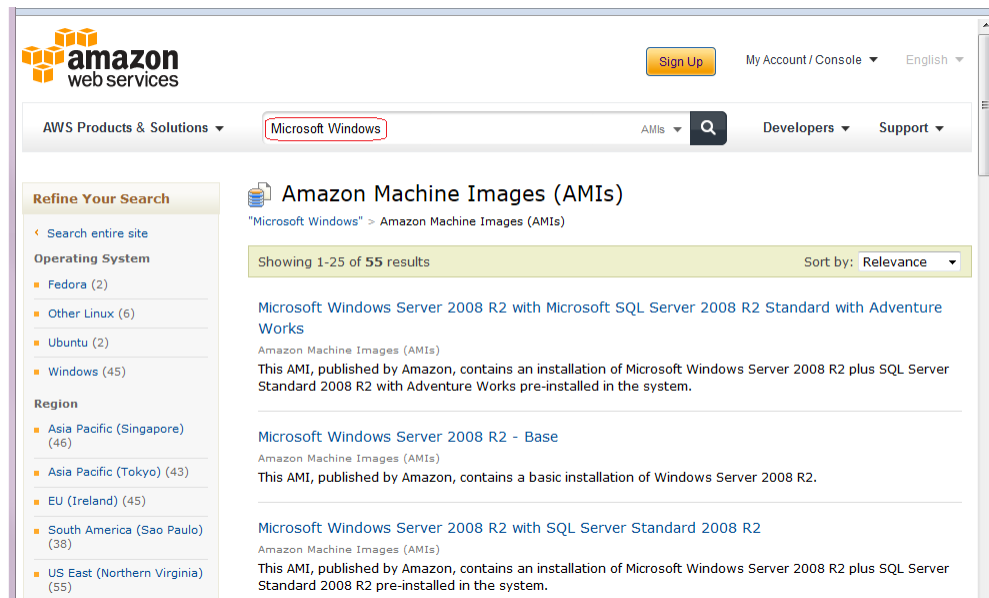 amazon
web services
Sign Up
My Account / Console
English
AWS Products & Solutions
Microsoft Windows
AMIs
Developers
Support
Refine Your Search
Search entire site
Operating System
Fedora (2)
Other Linux (6)
Ubuntu (2)
Windows (45)
Region
Asia Pacific (Singapore)
(46)
Asia Pacific (Tokyo) (43)
EU (Ireland) (45)
South America (Sao Paulo)
(38)
US East (Northern Virginia)
(55)
Amazon Machine Images (AMIs)
"Microsoft Windows" > Amazon Machine Images (AMIs)
Showing 1-25 of 55 results
Sort by: Relevance
Microsoft Windows Server 2008 R2 with Microsoft SQL Server 2008 R2 Standard with Adventure
Works
Amazon Machine Images (AMIs)
This AMI, published by Amazon, contains an installation of Microsoft Windows Server 2008 R2 plus SQL Server
Standard 2008 R2 with Adventure Works pre-installed in the system.
Microsoft Windows Server 2008 R2 - Base
Amazon Machine Images (AMIs)
This AMI, published by Amazon, contains a basic installation of Windows Server 2008 R2.
Microsoft Windows Server 2008 R2 with SQL Server Standard 2008 R2
Amazon Machine Images (AMIs)
This AMI, published by Amazon, contains an installation of Microsoft Windows Server 2008 R2 plus SQL Server
Standard 2008 R2 pre-installed in the system.